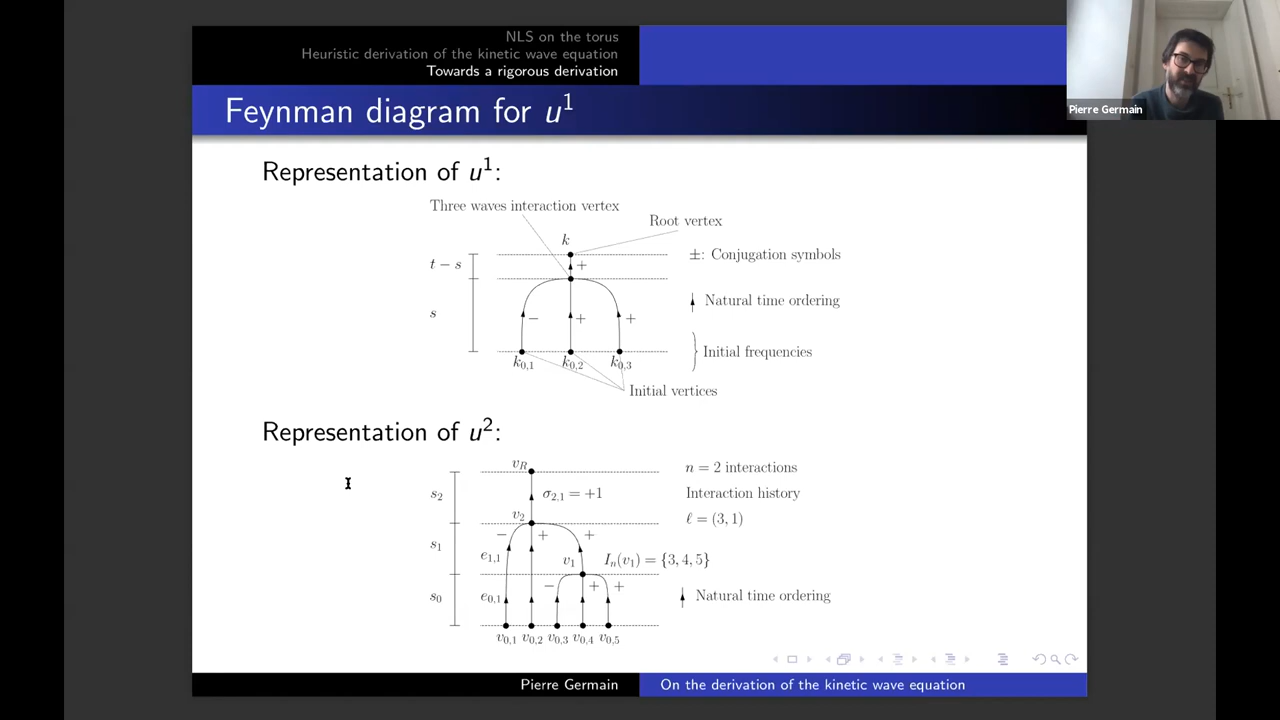 NLS on the torus
Heuristic derivation of the kinetic wave equation
Towards a rigorous derivation
Pierre Germain
Feynman diagram for u¹
Representation of u¹:
Three waves interaction vertex
Root vertex
k
t − s
+
±: Conjugation symbols
s
− + +
Natural time ordering
k₀,₁ k₀,₂ k₀,₃
Initial frequencies
Initial vertices
Representation of u²:
v_R
n = 2 interactions
s₂
σ₂,₁ = +1
Interaction history
v₂
ℓ = (3, 1)
s₁
− + +
e₁,₁
v₁
Iₙ(v₁) = {3, 4, 5}
− + +
s₀
e₀,₁
Natural time ordering
v₀,₁ v₀,₂ v₀,₃ v₀,₄ v₀,₅
Pierre Germain
On the derivation of the kinetic wave equation